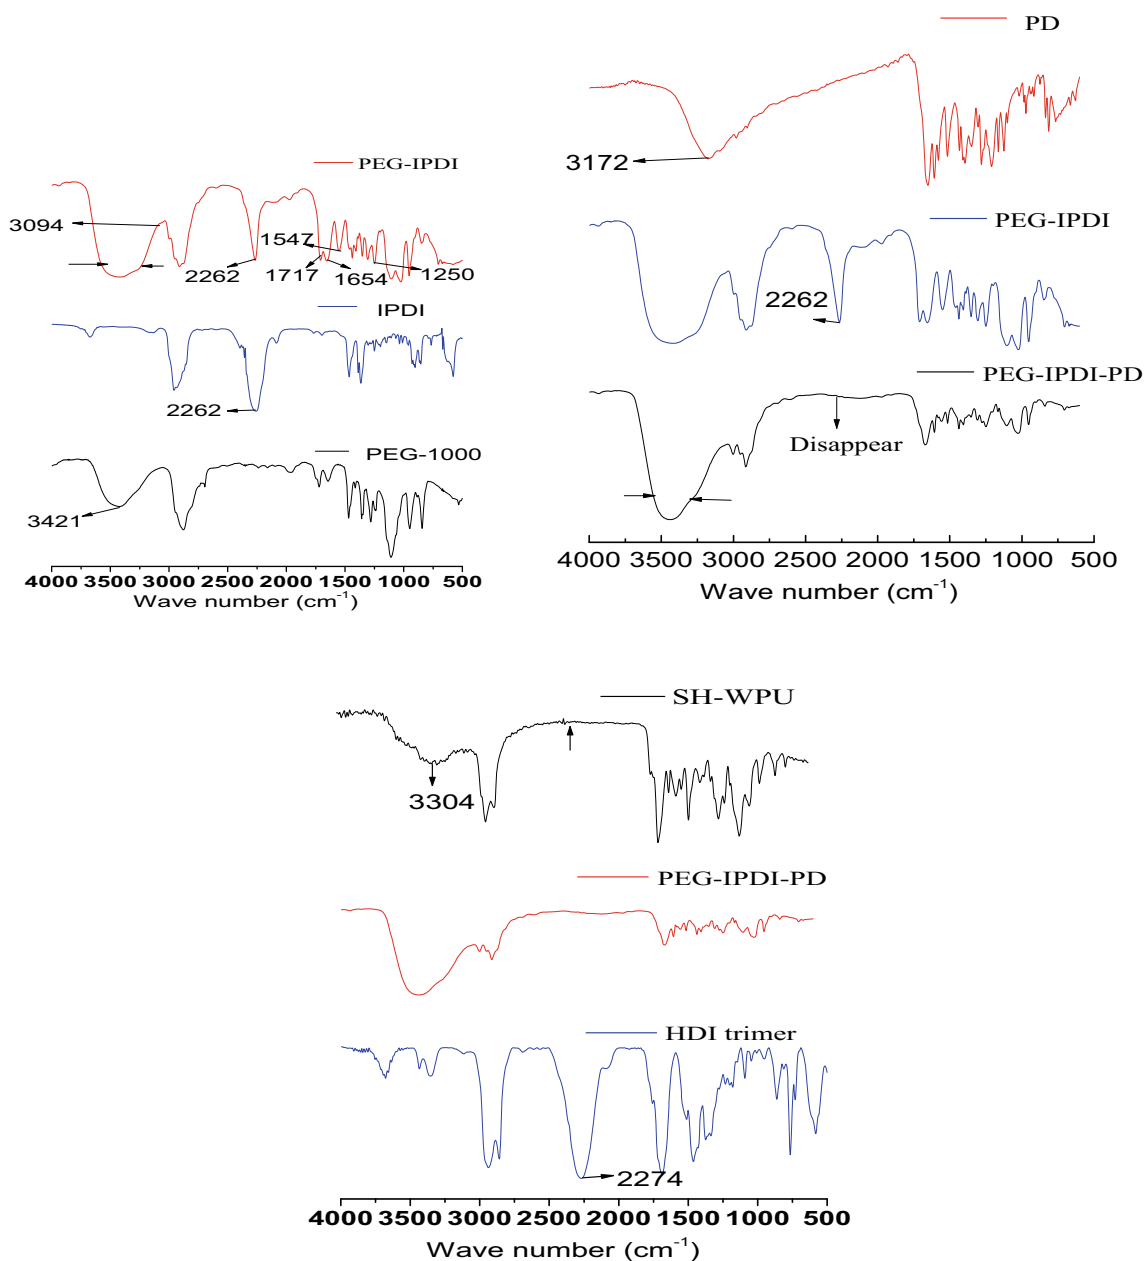 PEG-IPDI
3094
2262
1547
1717
1654
1250
IPDI
2262
PEG-1000
3421
4000 3500 3000 2500 2000 1500 1000 500
Wave number (cm⁻¹)
PD
3172
PEG-IPDI
2262
PEG-IPDI-PD
Disappear
4000 3500 3000 2500 2000 1500 1000 500
Wave number (cm⁻¹)
SH-WPU
3304
PEG-IPDI-PD
HDI trimer
2274
4000 3500 3000 2500 2000 1500 1000 500
Wave number (cm⁻¹)